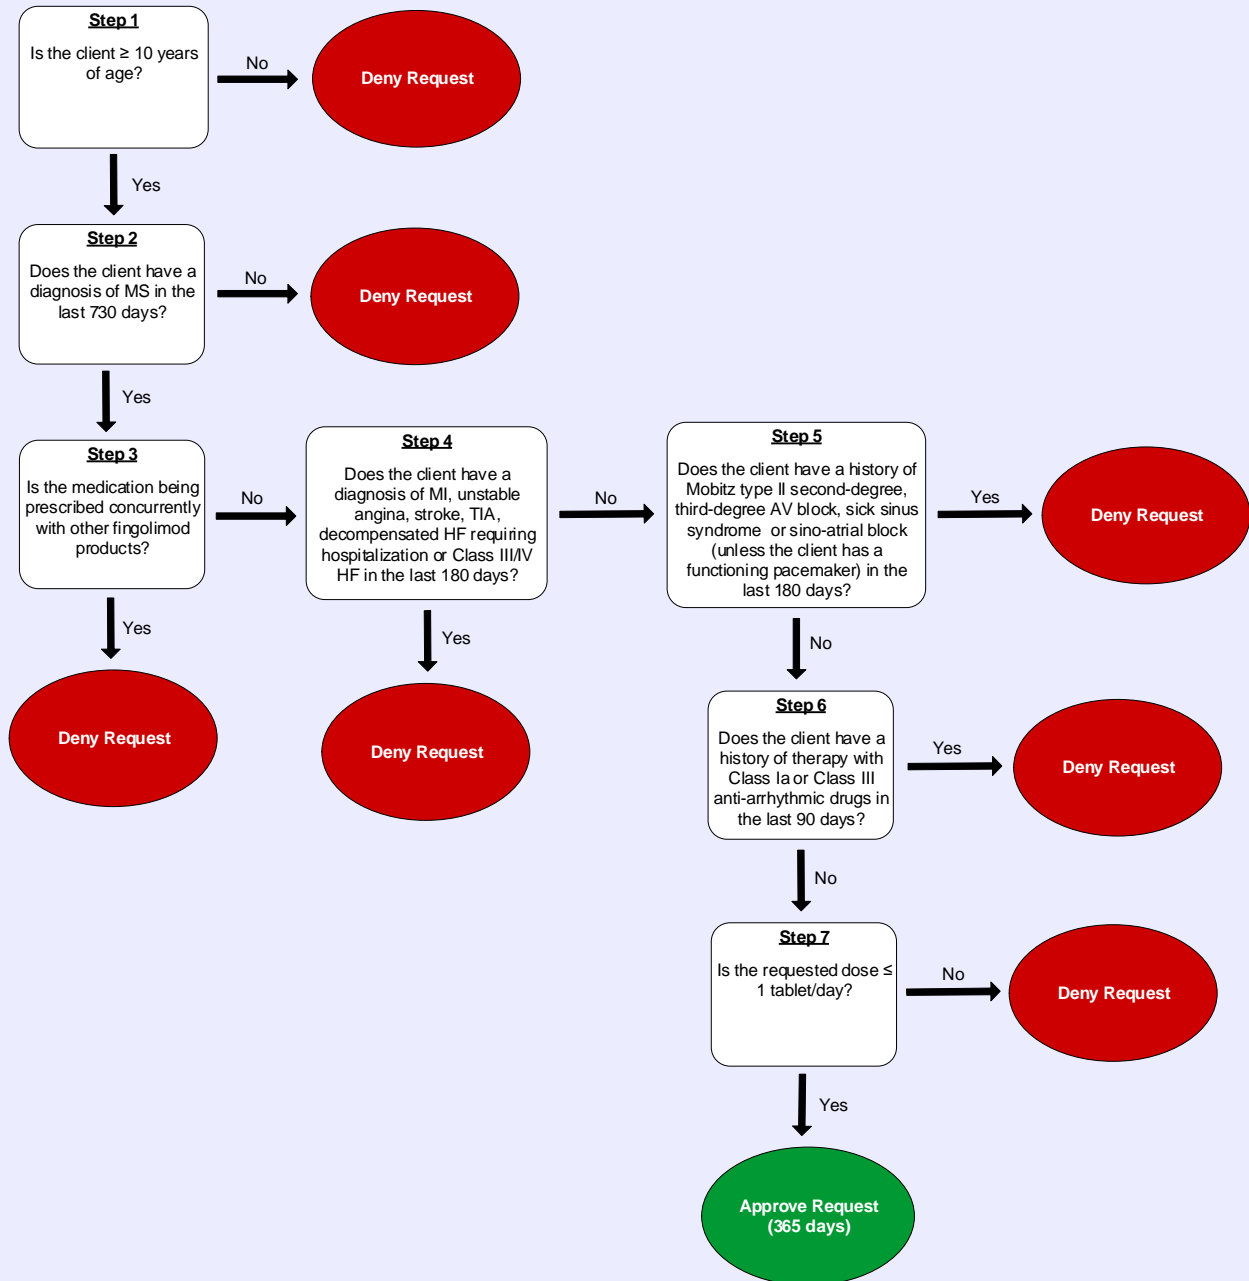 Step 1
Is the client ≥ 10 years
of age?
No
Deny Request
Yes
Step 2
Does the client have a
diagnosis of MS in the
last 730 days?
No
Deny Request
Yes
Step 3
Is the medication being
prescribed concurrently
with other fingolimod
products?
No
Yes
Deny Request
Step 4
Does the client have a
diagnosis of MI, unstable
angina, stroke, TIA,
decompensated HF requiring
hospitalization or Class III/IV
HF in the last 180 days?
No
Yes
Deny Request
Step 5
Does the client have a history of
Mobitz type II second-degree,
third-degree AV block, sick sinus
syndrome or sino-atrial block
(unless the client has a
functioning pacemaker) in the
last 180 days?
Yes
Deny Request
No
Step 6
Does the client have a
history of therapy with
Class Ia or Class III
anti-arrhythmic drugs in
the last 90 days?
Yes
Deny Request
No
Step 7
Is the requested dose ≤
1 tablet/day?
No
Deny Request
Yes
Approve Request
(365 days)